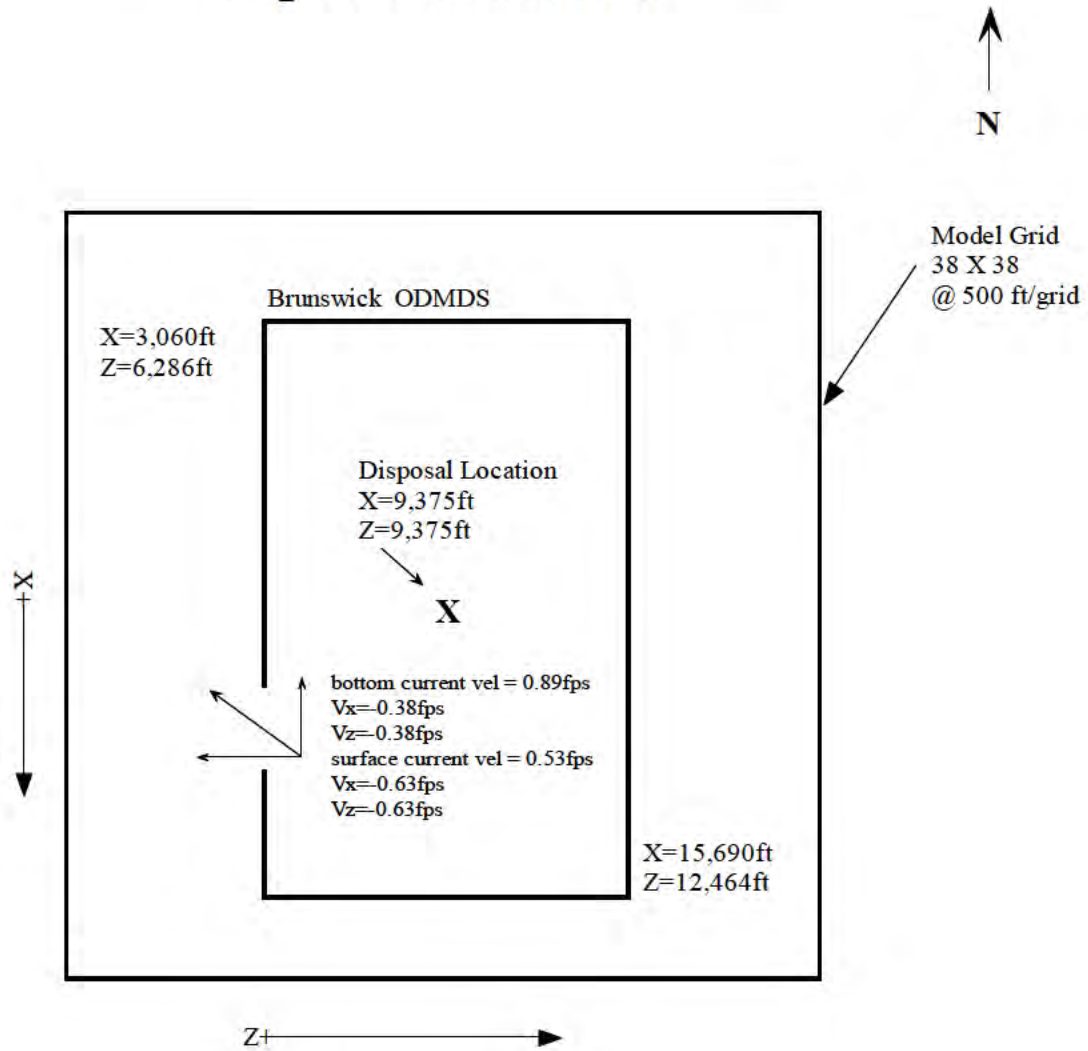 N
Model Grid
38 X 38
@ 500 ft/grid
Brunswick ODMDS
X=3,060ft
Z=6,286ft
Disposal Location
X=9,375ft
Z=9,375ft
X
+X
bottom current vel = 0.89fps
Vx=-0.38fps
Vz=-0.38fps
surface current vel = 0.53fps
Vx=-0.63fps
Vz=-0.63fps
X=15,690ft
Z=12,464ft
Z+